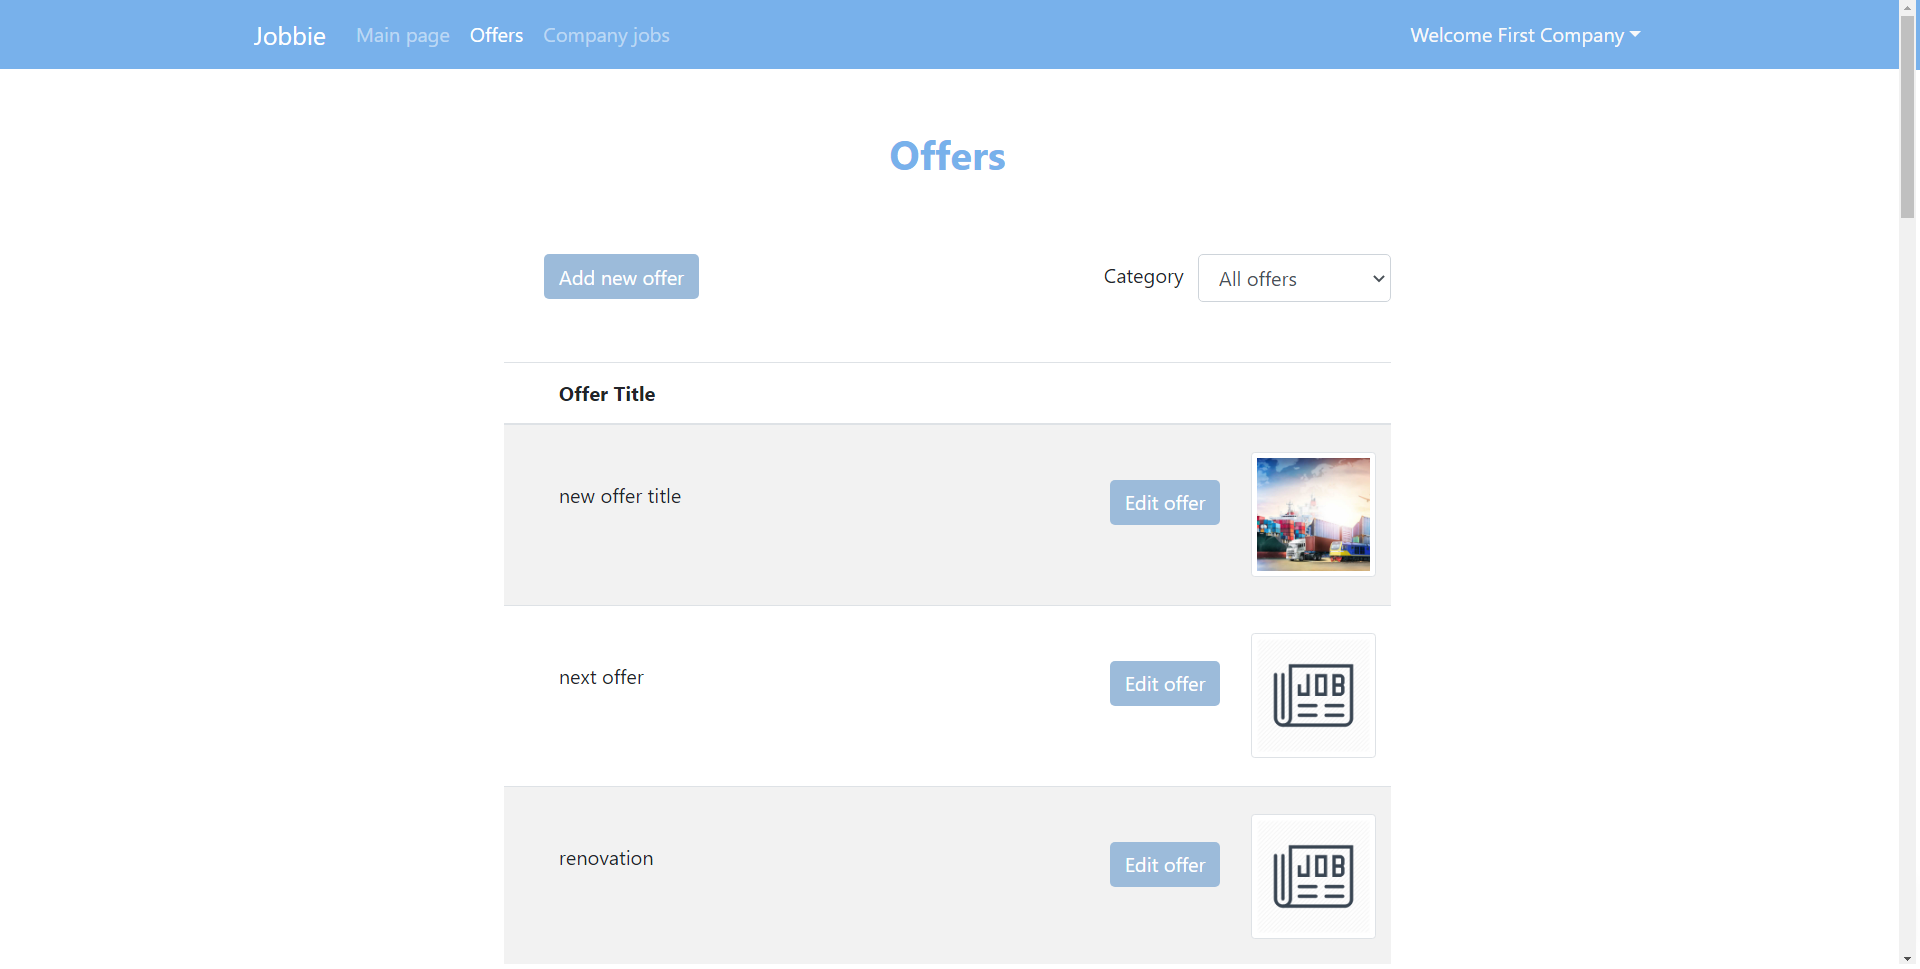 Jobbie Main page Offers Company jobs Welcome First Company
Offers
Add new offer Category All offers
Offer Title
new offer title Edit offer
next offer Edit offer JOB
renovation Edit offer JOB